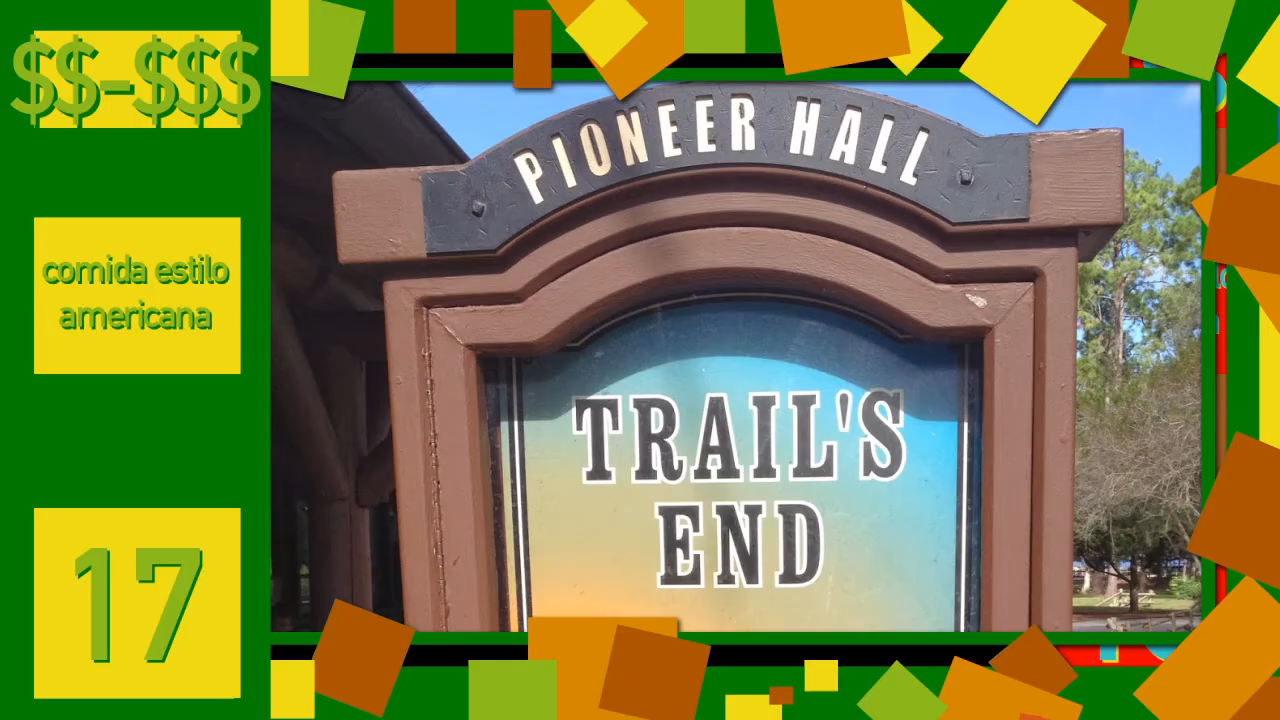 $$-$$$
comida estilo
americana
17
PIONEER HALL
TRAIL'S
END